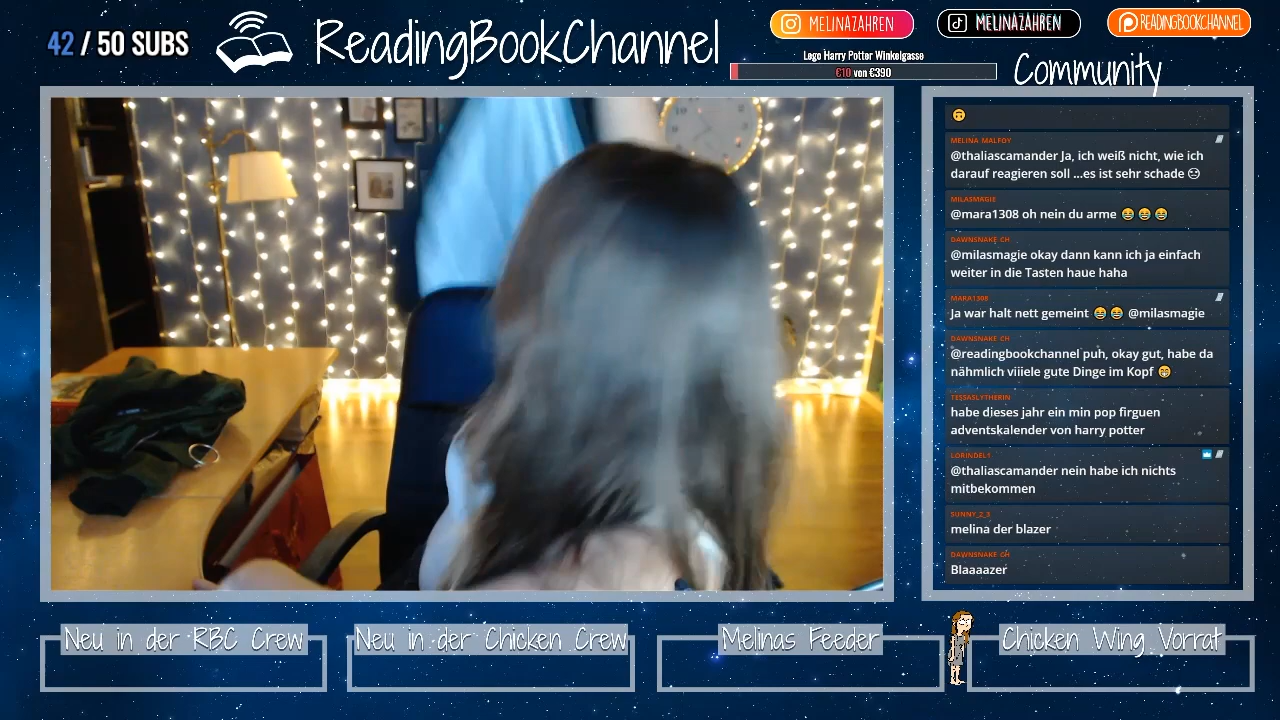 42 / 50 SUBS
ReadingBookChannel
MELINAZAHREN
MELINAZAHREN
READINGBOOKCHANNEL
Lego Harry Potter Winkelgasse
€10 von €390
Community
🙃
MELINA_MALFOY
@thaliascamander Ja, ich weiß nicht, wie ich
darauf reagieren soll ...es ist sehr schade 😐
MILASMAGIE
@mara1308 oh nein du arme 😂 😂 😂
DAWNSNAKE_CH
@milasmagie okay dann kann ich ja einfach
weiter in die Tasten haue haha
MARA1308
Ja war halt nett gemeint 😂 😂 @milasmagie
DAWNSNAKE_CH
@readingbookchannel puh, okay gut, habe da
nähmlich viiiele gute Dinge im Kopf 😁
TESSASLYTHERIN
habe dieses jahr ein min pop firguen
adventskalender von harry potter
LORINDEL1
@thaliascamander nein habe ich nichts
mitbekommen
SUNNY_2_3
melina der blazer
DAWNSNAKE_CH
Blaaaazer
Neu in der RBC Crew
Neu in der Chicken Crew
Melinas Feeder
Chicken Wing Vorrat